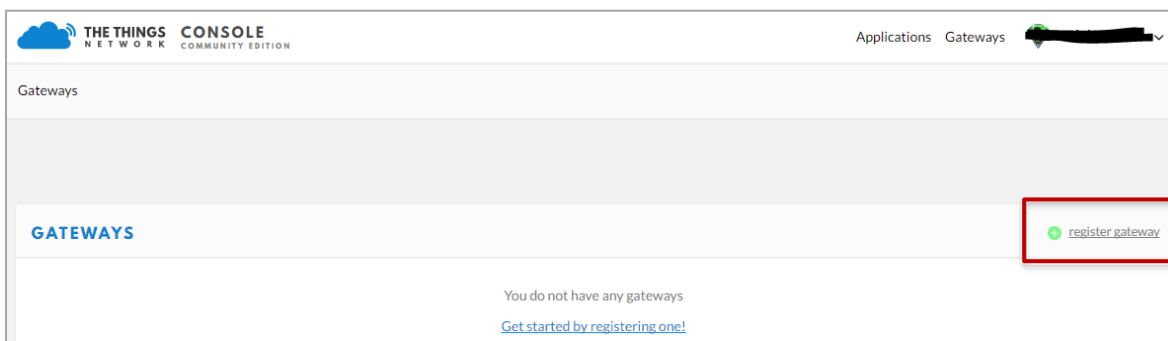 THE THINGS CONSOLE
NETWORK COMMUNITY EDITION
Applications Gateways
Gateways
GATEWAYS
register gateway
You do not have any gateways
Get started by registering one!